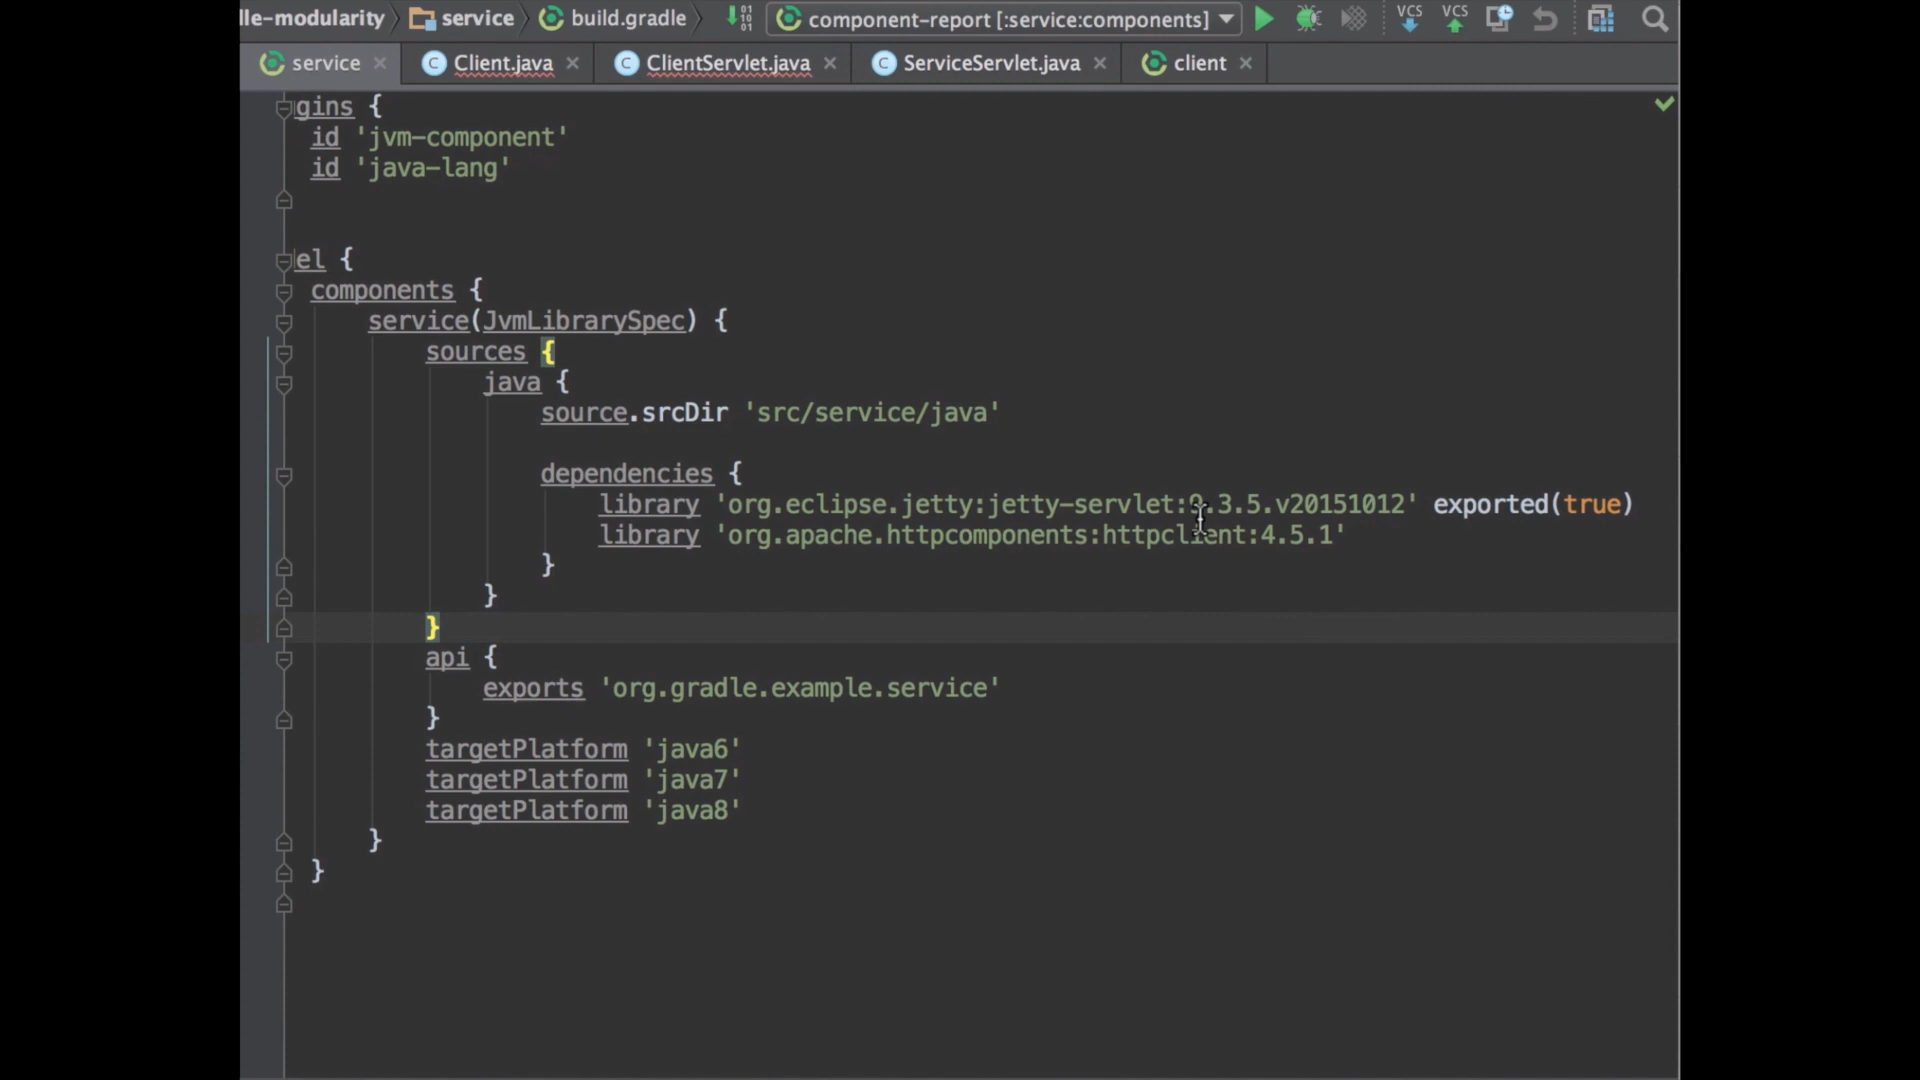 lle-modularity service build.gradle component-report [:service:components] VCS VCS
service Client.java ClientServlet.java ServiceServlet.java client
gins {
id 'jvm-component'
id 'java-lang'
el {
components {
service(JvmLibrarySpec) {
sources {
java {
source.srcDir 'src/service/java'
dependencies {
library 'org.eclipse.jetty:jetty-servlet:9.3.5.v20151012' exported(true)
library 'org.apache.httpcomponents:httpclient:4.5.1'
}
}
}
api {
exports 'org.gradle.example.service'
}
targetPlatform 'java6'
targetPlatform 'java7'
targetPlatform 'java8'
}
}